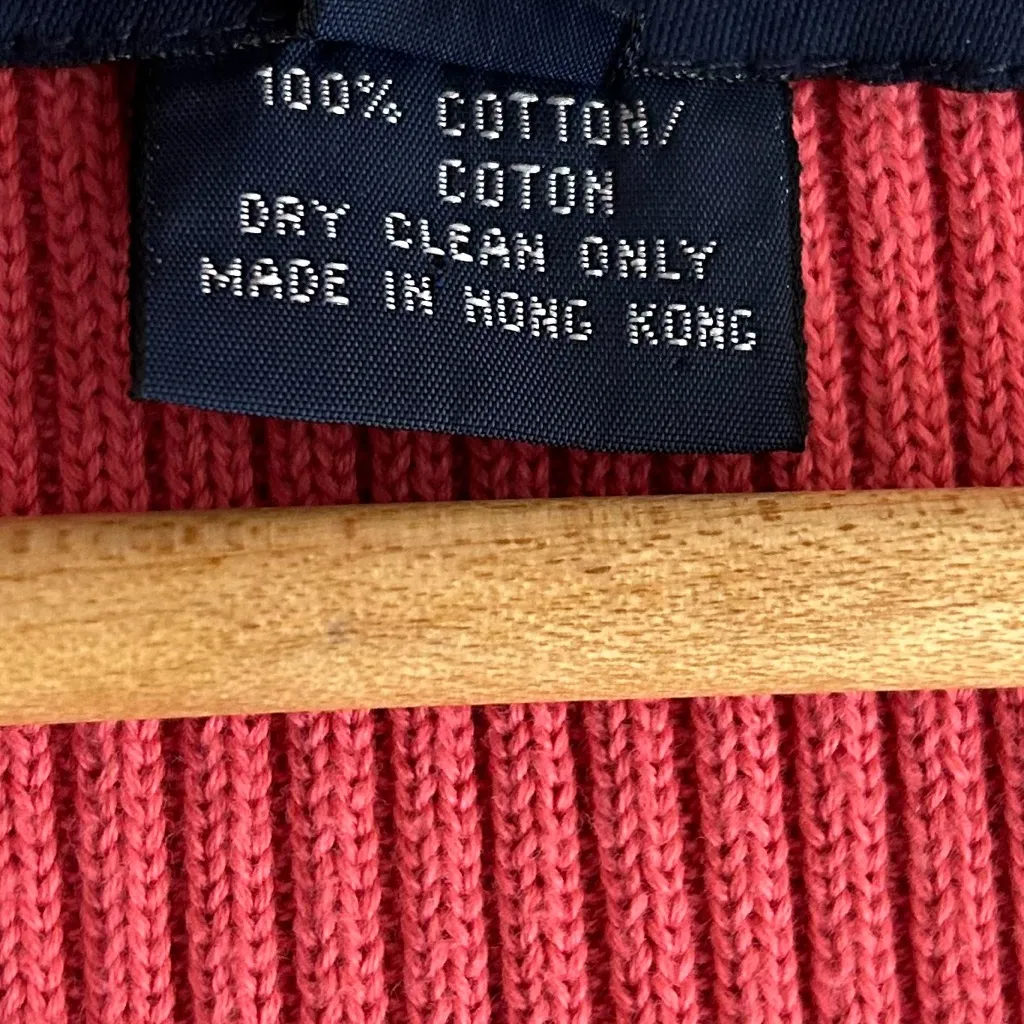 100% COTTON/
COTON
DRY CLEAN ONLY
MADE IN HONG KONG